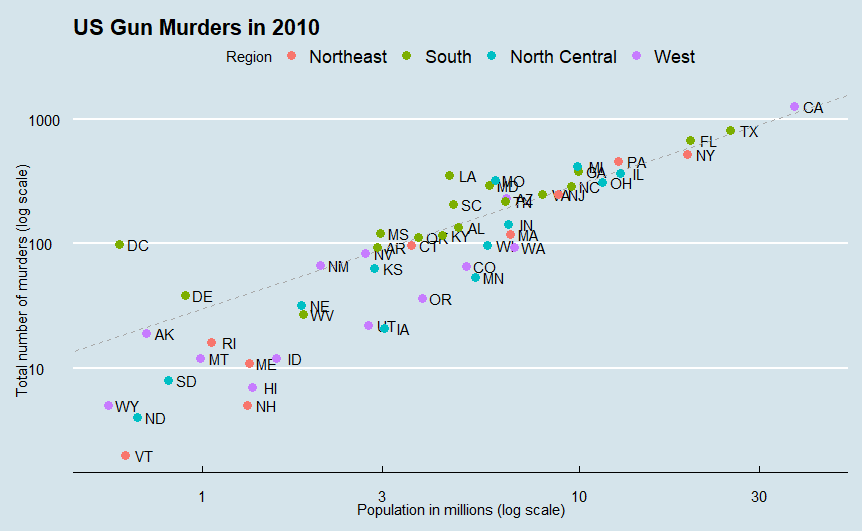 US Gun Murders in 2010
Region Northeast South North Central West
Total number of murders (log scale)
1000
100
10
CA
TX
FL
NY
PA
MI
GA
IL
OH
NC
LA
MO
MD
VA
NJ
AZ
TN
SC
IN
AL
MS
MA
KY
OK
DC
AR
CT
WI
WA
NV
NM
KS
CO
MN
DE
OR
NE
WV
UT
IA
AK
RI
MT
ID
ME
SD
HI
WY
NH
ND
VT
1 3 10 30
Population in millions (log scale)